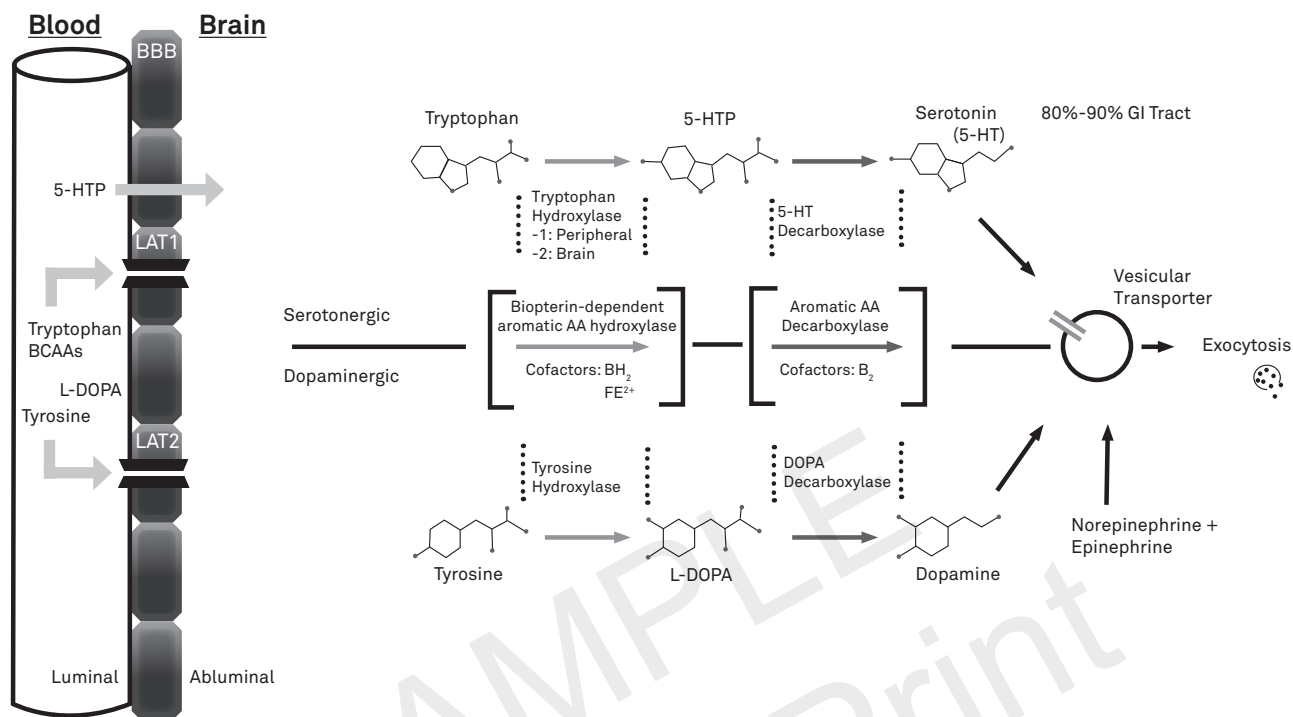 Blood
Brain
BBB
5-HTP
LAT1
Tryptophan
BCAAs
L-DOPA
Tyrosine
LAT2
Luminal
Abluminal
Tryptophan
5-HTP
Serotonin
(5-HT)
80%-90% GI Tract
Tryptophan
Hydroxylase
-1: Peripheral
-2: Brain
5-HT
Decarboxylase
Serotonergic
Dopaminergic
Biopterin-dependent
aromatic AA hydroxylase
Cofactors: BH2
FE2+
Aromatic AA
Decarboxylase
Cofactors: B2
Vesicular
Transporter
Exocytosis
Tyrosine
Hydroxylase
DOPA
Decarboxylase
Tyrosine
L-DOPA
Dopamine
Norepinephrine +
Epinephrine
AMPLE
Print